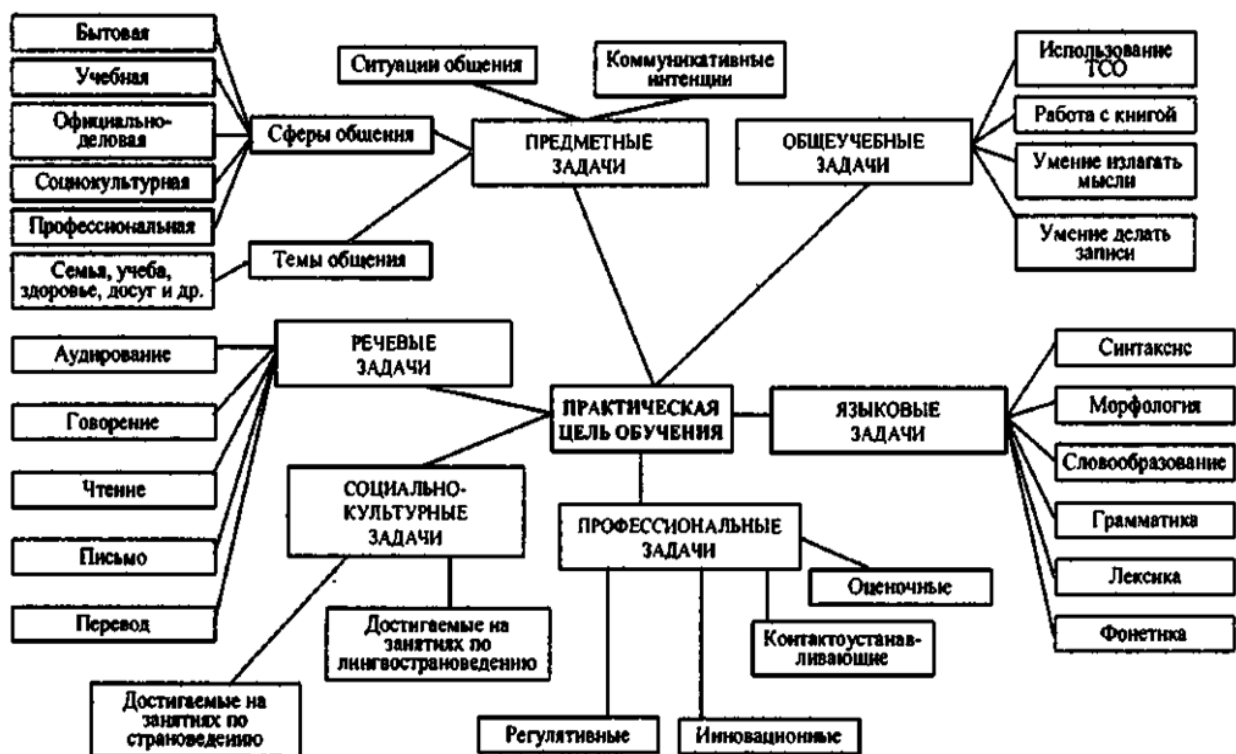 Бытовая
Учебная
Официально-
деловая
Социокультурная
Профессиональная
Семья, учеба,
здоровье, досуг и др.
Ситуации общения
Сферы общения
Темы общения
Коммуникативные
интенции
ПРЕДМЕТНЫЕ
ЗАДАЧИ
ОБЩЕУЧЕБНЫЕ
ЗАДАЧИ
Использование
ТСО
Работа с книгой
Умение излагать
мысли
Умение делать
записи
Аудирование
Говорение
Чтение
Письмо
Перевод
РЕЧЕВЫЕ
ЗАДАЧИ
ПРАКТИЧЕСКАЯ
ЦЕЛЬ ОБУЧЕНИЯ
ЯЗЫКОВЫЕ
ЗАДАЧИ
Синтаксис
Морфология
Словообразование
Грамматика
Лексика
Фонетика
СОЦИАЛЬНО-
КУЛЬТУРНЫЕ
ЗАДАЧИ
Достигаемые на
занятиях по
лингвострановедению
Достигаемые на
занятиях по
страноведению
ПРОФЕССИОНАЛЬНЫЕ
ЗАДАЧИ
Оценочные
Контактоустанав-
ливающие
Регулятивные
Инновационные